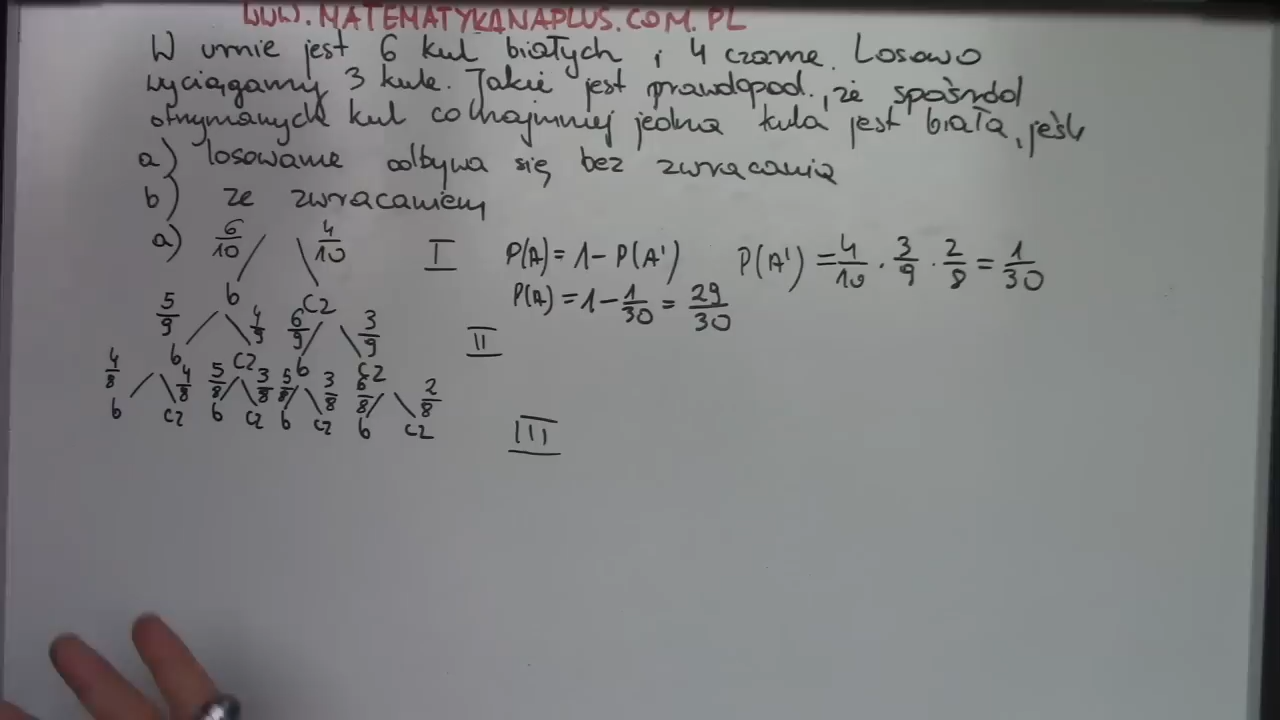 WWW.MATEMATYKANAPLUS.COM.PL
W urnie jest 6 kul białych i 4 czarne. Losowo
wyciągamy 3 kule. Jakie jest prawdopod., że spośród
otrzymanych kul co najmniej jedna kula jest biała, jeśli
a) losowanie odbywa się bez zwracania
b) ze zwracaniem
a) 6/10 4/10 I P(A) = 1 - P(A') P(A') = 4/10 · 3/9 · 2/8 = 1/30
b cz P(A) = 1 - 1/30 = 29/30
5/9 4/9 6/9 3/9 II
b cz b cz
4/8 4/8 5/8 3/8 5/8 3/8 6/8 2/8
b cz b cz b cz b cz III